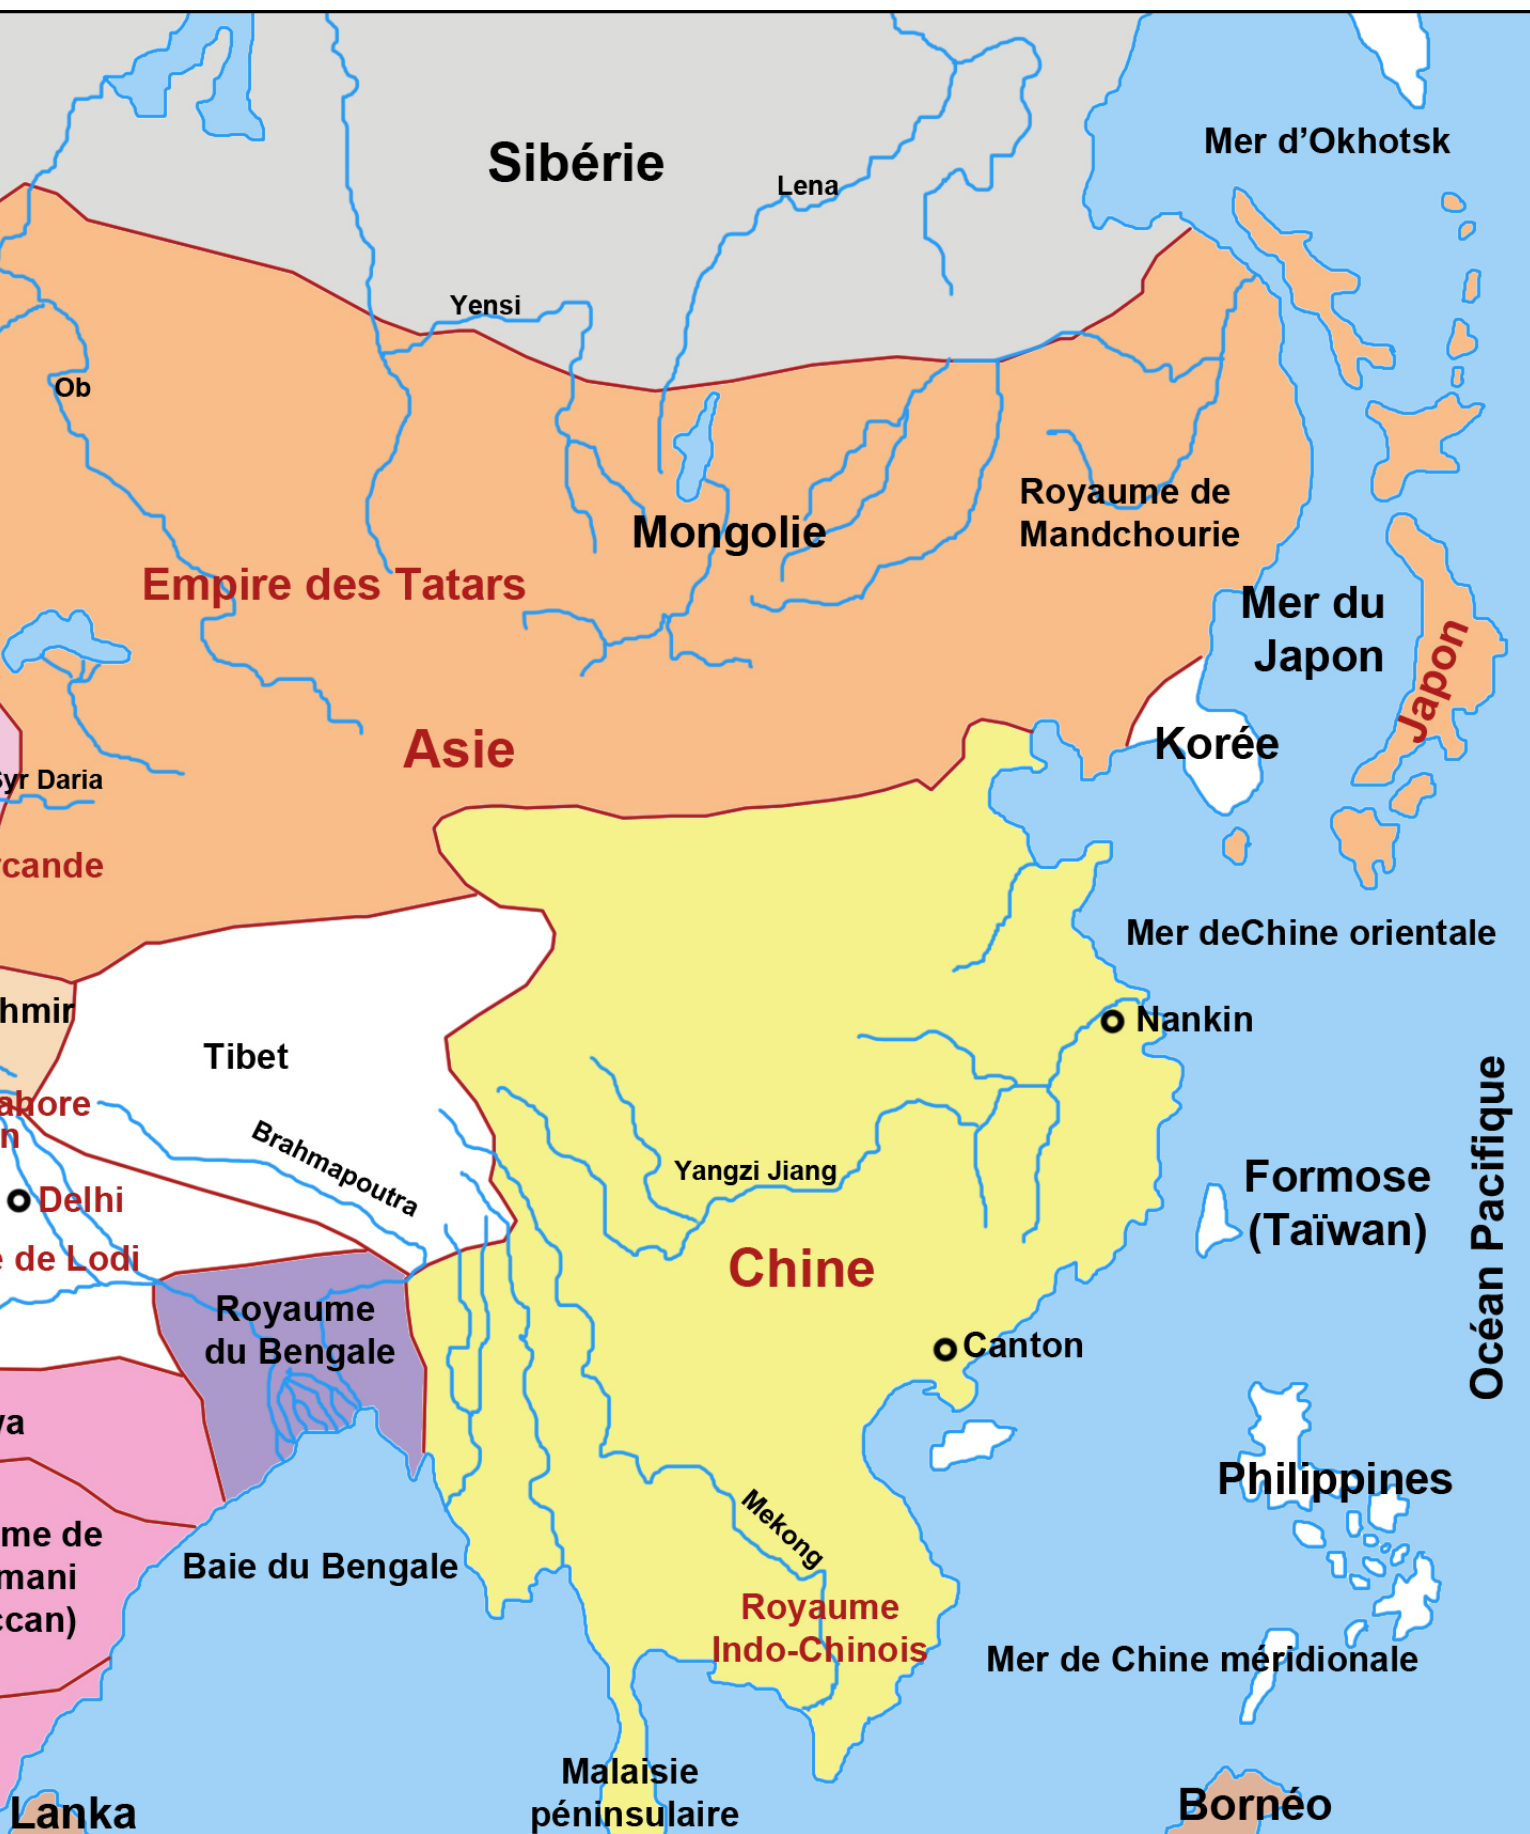 Mer d’Okhotsk
Sibérie
Lena
Yensi
Ob
Royaume de
Mandchourie
Mongolie
Empire des Tatars
Mer du
Japon
Japon
Asie
Korée
Syr Daria
rcande
Mer deChine orientale
hmir
Nankin
Tibet
ahore
n
Brahmapoutra
Yangzi Jiang
Delhi
Formose
(Taïwan)
Océan Pacifique
e de Lodi
Chine
Royaume
du Bengale
Canton
ya
Philippines
Mekong
me de
mani
ccan)
Baie du Bengale
Royaume
Indo-Chinois
Mer de Chine méridionale
Malaisie
péninsulaire
Lanka
Bornéo